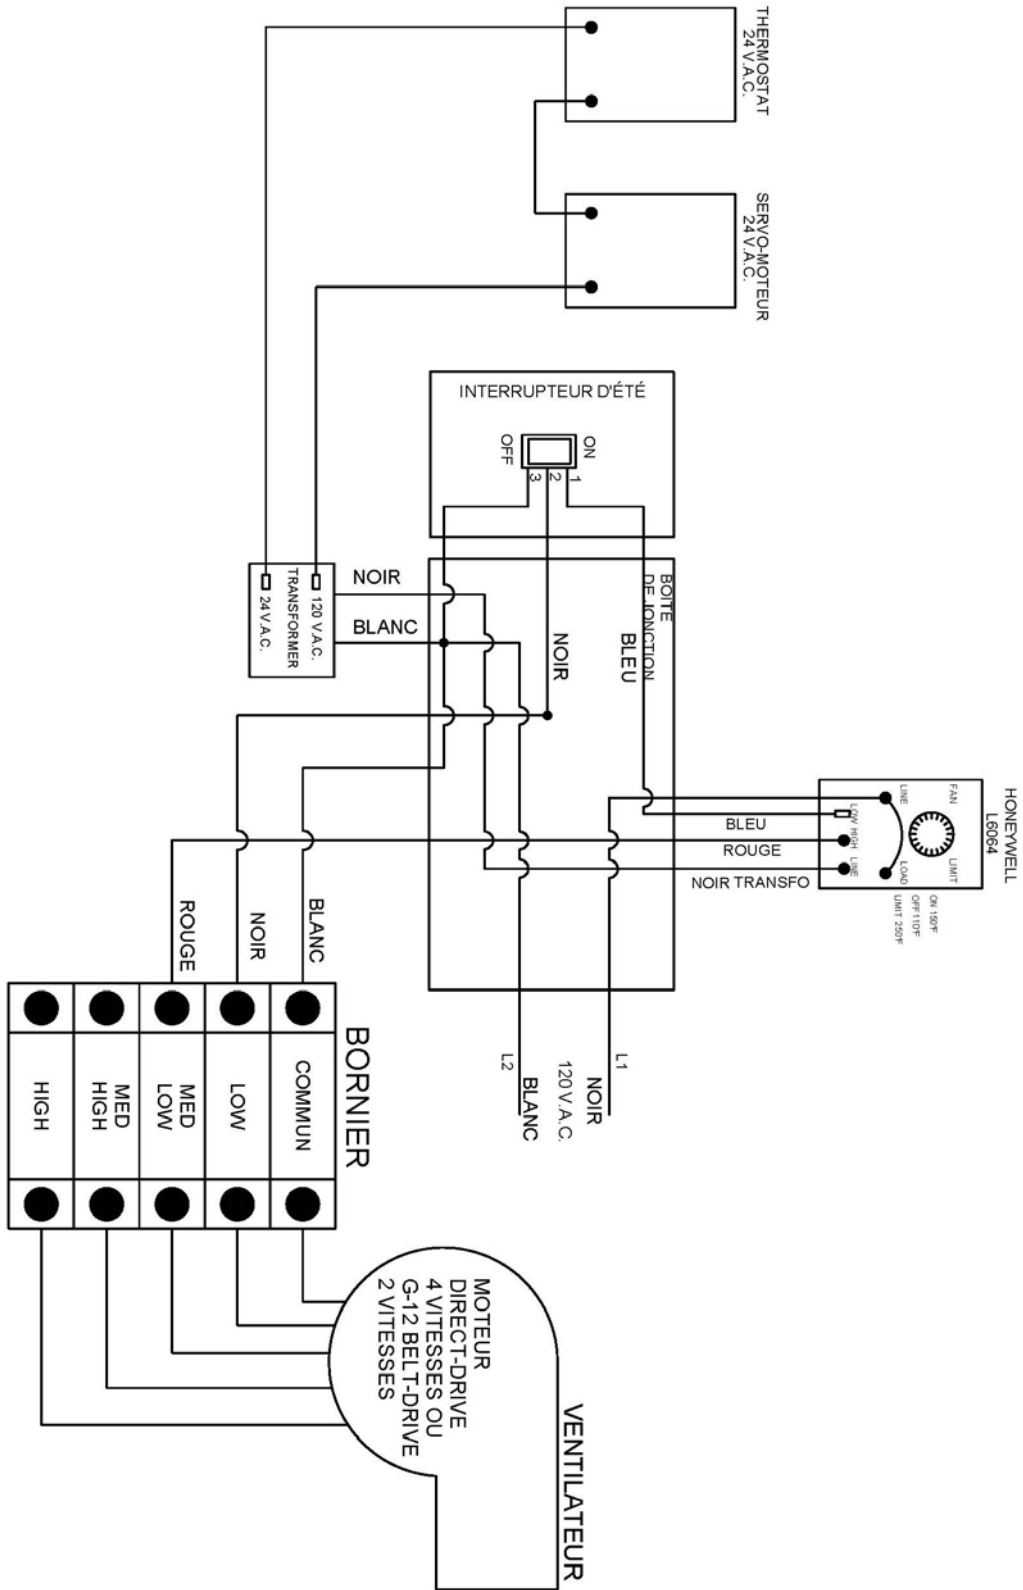 THERMOSTAT
24 V.A.C.
SERVO-MOTEUR
24 V.A.C.
INTERRUPTEUR D'ÉTÉ
ON
OFF
1
2
3
BOITE
DE JONCTION
NOIR
BLANC
120 V.A.C.
TRANSFORMER
24 V.A.C.
NOIR
BLEU
HONEYWELL
L6064
FAN
LIMIT
LINE
LOAD
LOW
HIGH
LINE
ON 150°F
OFF 110°F
LIMIT 250°F
BLEU
ROUGE
NOIR TRANSFO
L1
NOIR
120 V.A.C.
L2
BLANC
BLANC
NOIR
ROUGE
BORNIER
COMMUN
LOW
MED
LOW
MED
HIGH
HIGH
MOTEUR
DIRECT-DRIVE
4 VITESSES OU
G-12 BELT-DRIVE
2 VITESSES
VENTILATEUR